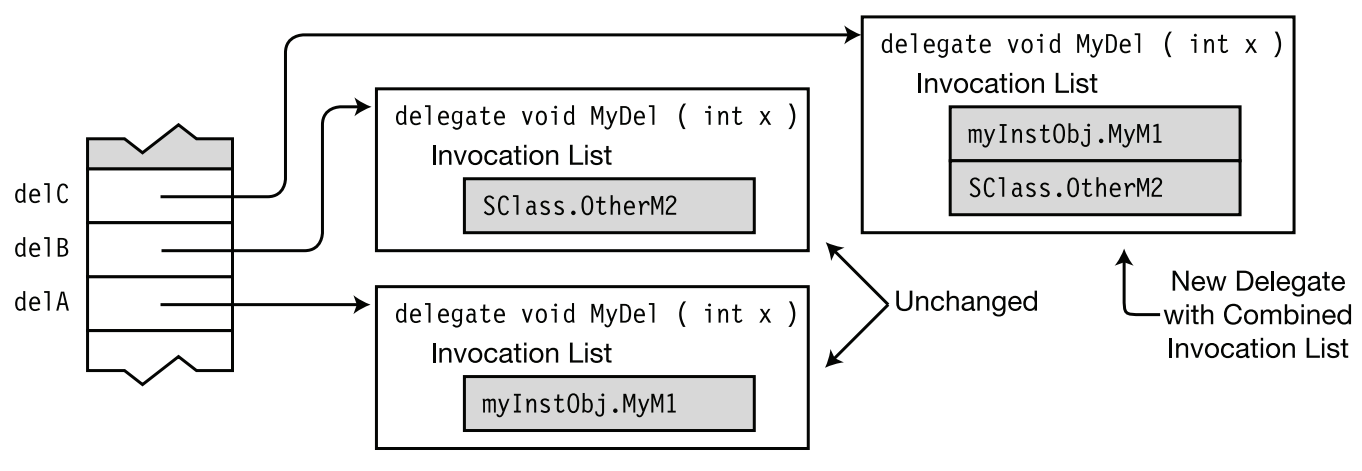 delegate void MyDel ( int x )
Invocation List
myInstObj.MyM1
SClass.OtherM2
delegate void MyDel ( int x )
Invocation List
SClass.OtherM2
delC
delB
delA
delegate void MyDel ( int x )
Invocation List
myInstObj.MyM1
Unchanged
New Delegate
with Combined
Invocation List